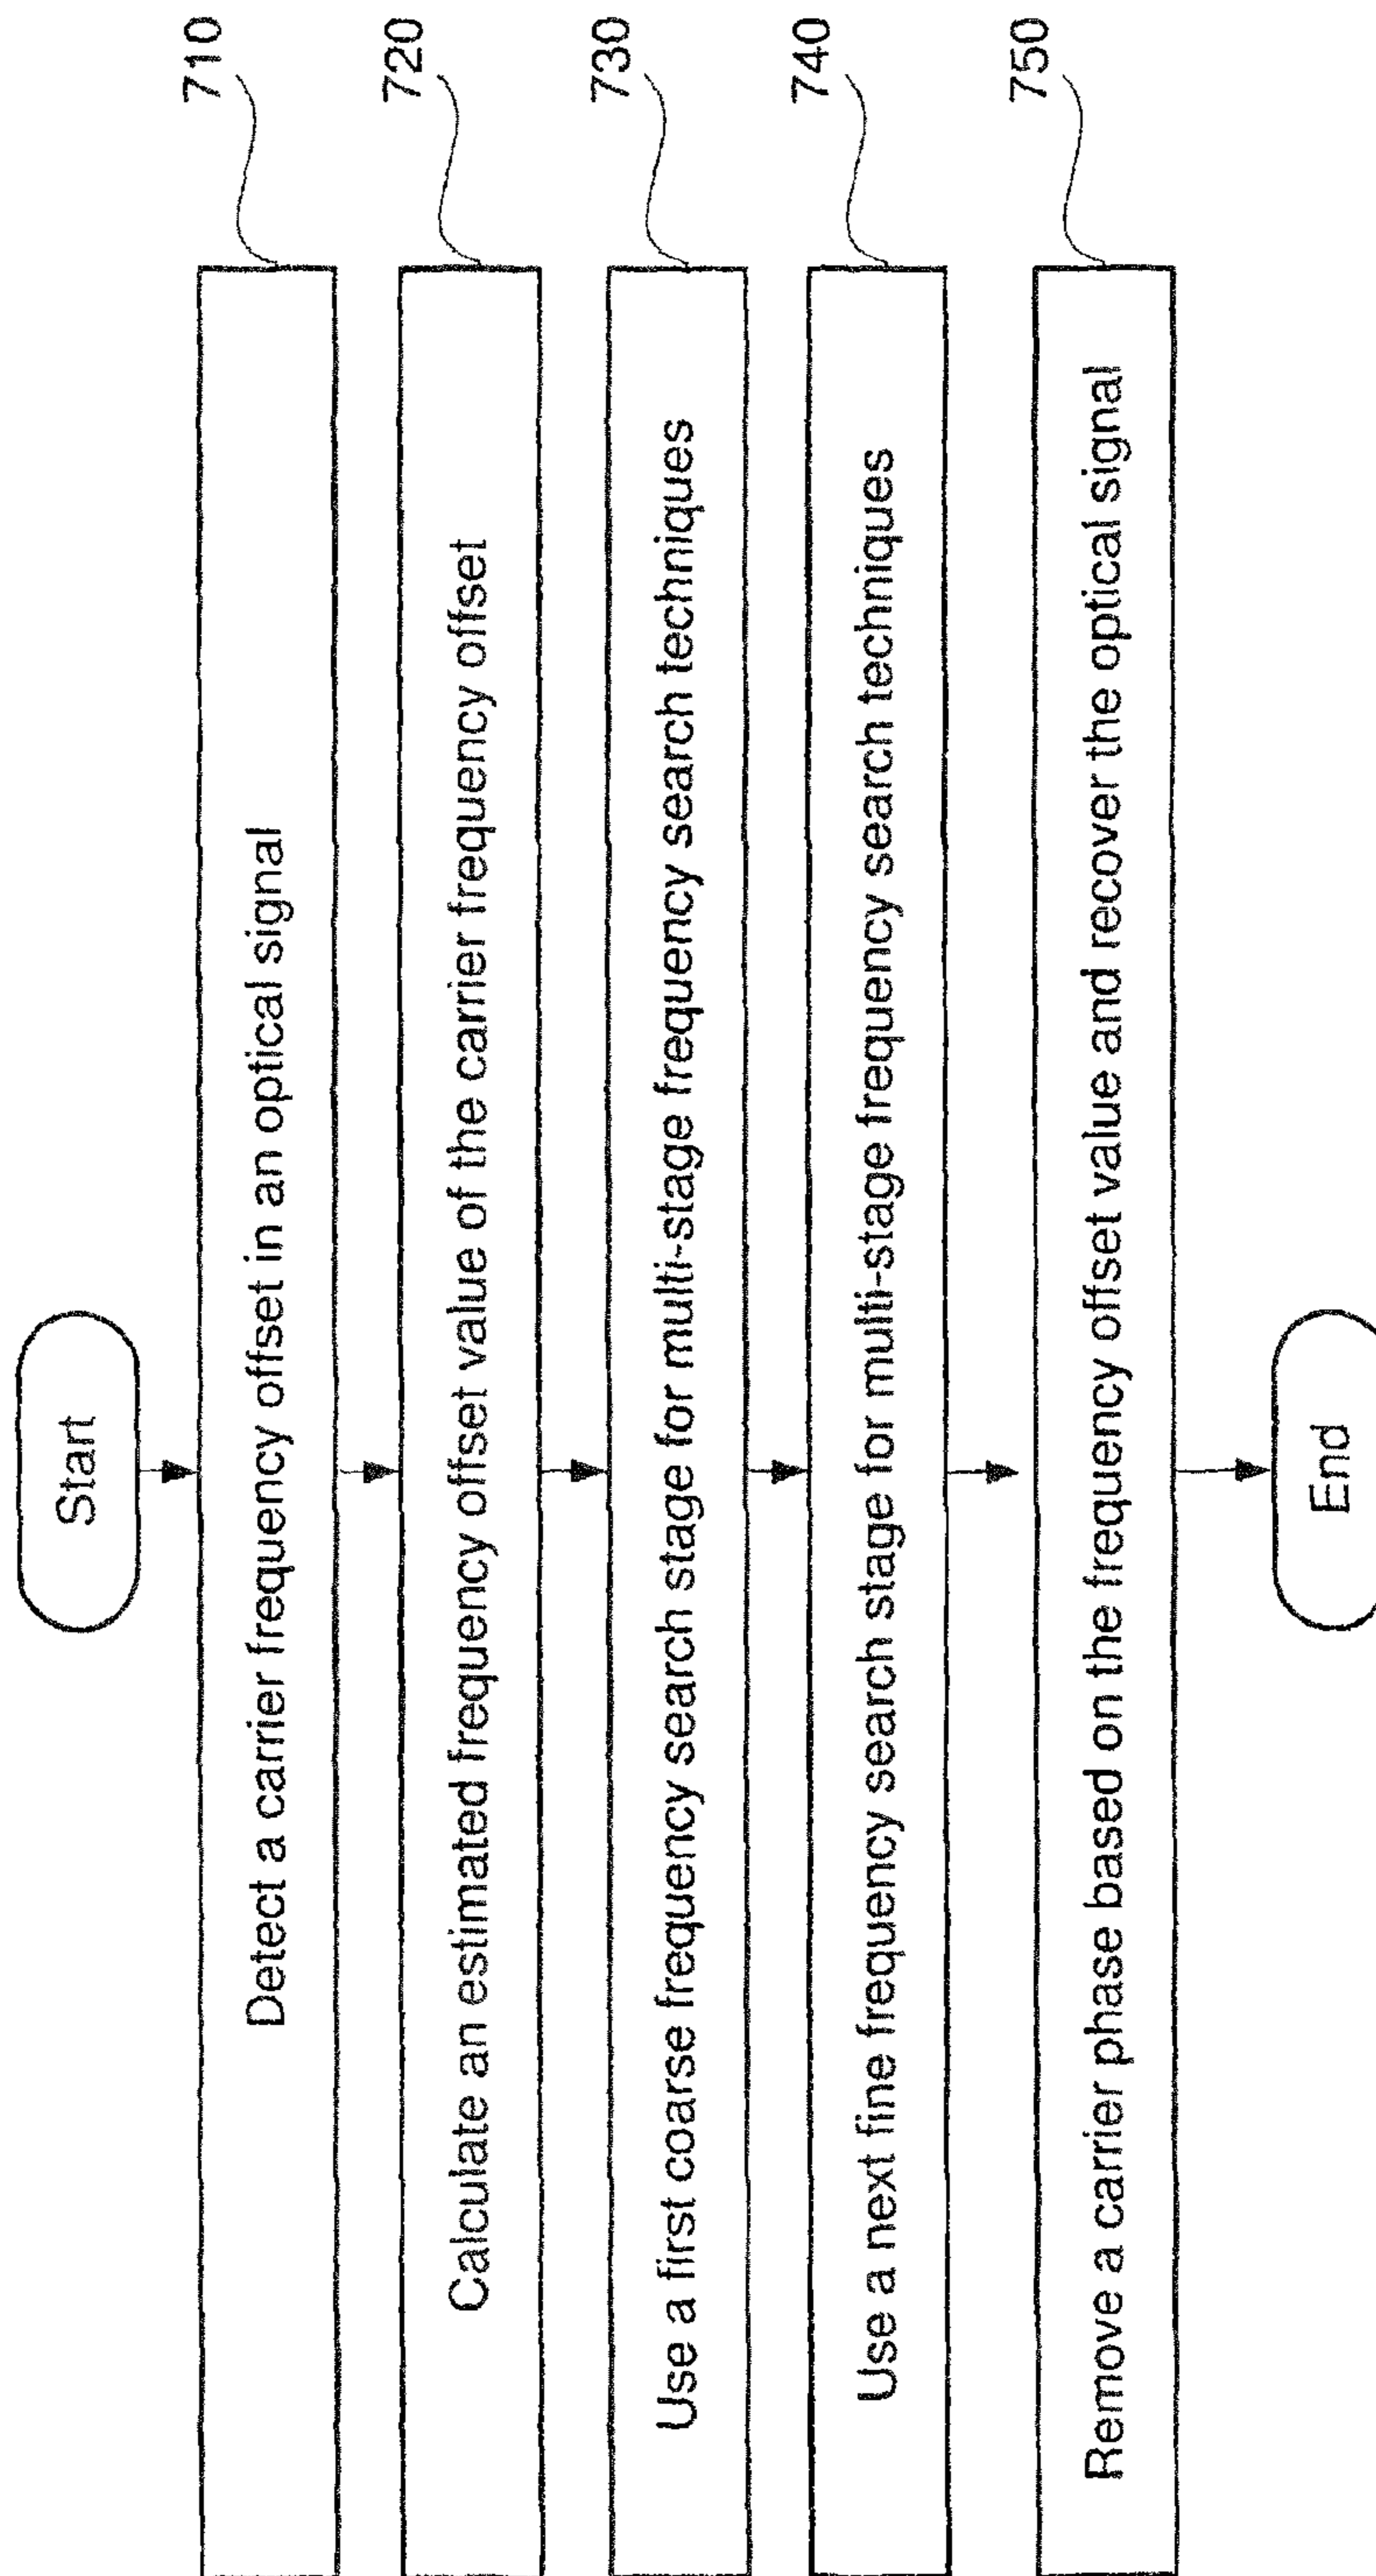 Start
Detect a carrier frequency offset in an optical signal
710
Calculate an estimated frequency offset value of the carrier frequency offset
720
Use a first coarse frequency search stage for multi-stage frequency search techniques
730
Use a next fine frequency search stage for multi-stage frequency search techniques
740
Remove a carrier phase based on the frequency offset value and recover the optical signal
750
End